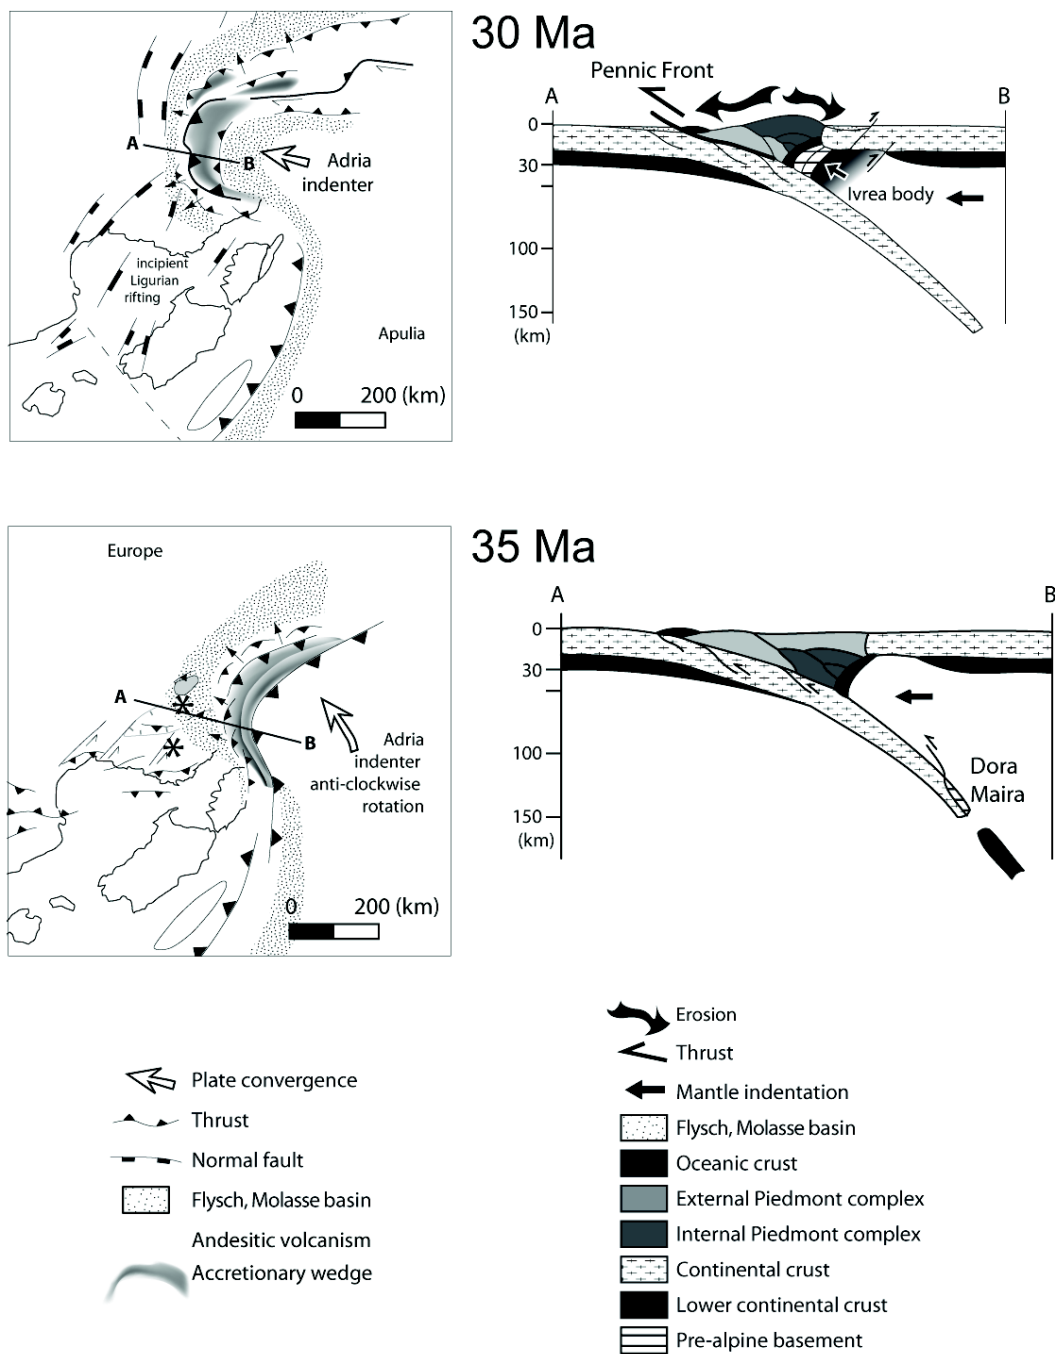 30 Ma
A
B
Adria
indenter
incipient
Ligurian
rifting
Apulia
0 200 (km)
Pennic Front
A
B
0
30
100
150
(km)
Ivrea body
35 Ma
Europe
A
B
Adria
indenter
anti-clockwise
rotation
0 200 (km)
A
B
0
30
100
150
(km)
Dora
Maira
Plate convergence
Thrust
Normal fault
Flysch, Molasse basin
Andesitic volcanism
Accretionary wedge
Erosion
Thrust
Mantle indentation
Flysch, Molasse basin
Oceanic crust
External Piedmont complex
Internal Piedmont complex
Continental crust
Lower continental crust
Pre-alpine basement